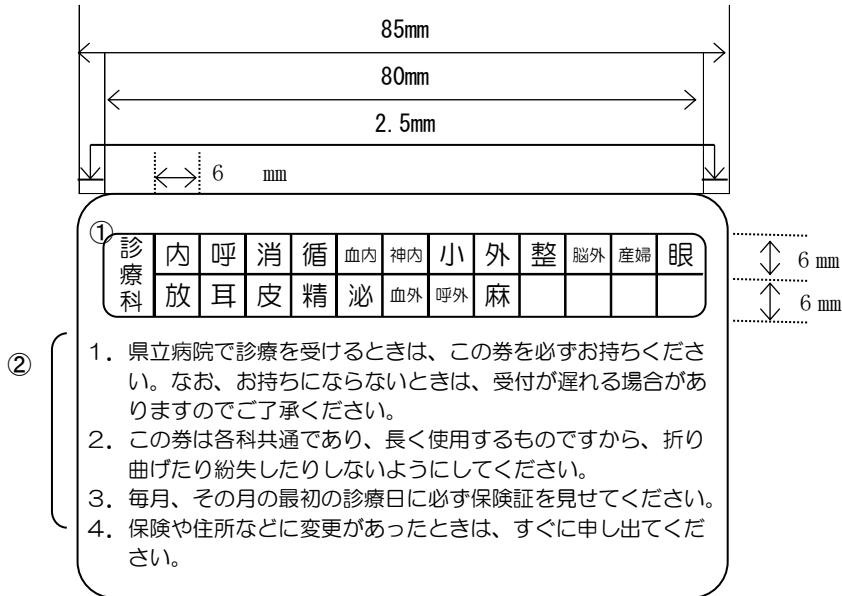 85mm
80mm
2.5mm
6 mm
①
診療科 内 呼 消 循 血内 神内 小 外 整 脳外 産婦 眼
放 耳 皮 精 泌 血外 呼外 麻
6mm
6mm
②
1．県立病院で診療を受けるときは、この券を必ずお持ちくださ
い。なお、お持ちにならないときは、受付が遅れる場合があ
りますのでご了承ください。
2．この券は各科共通であり、長く使用するものですから、折り
曲げたり紛失したりしないようにしてください。
3．毎月、その月の最初の診療日に必ず保険証を見せてください。
4．保険や住所などに変更があったときは、すぐに申し出てくだ
さい。